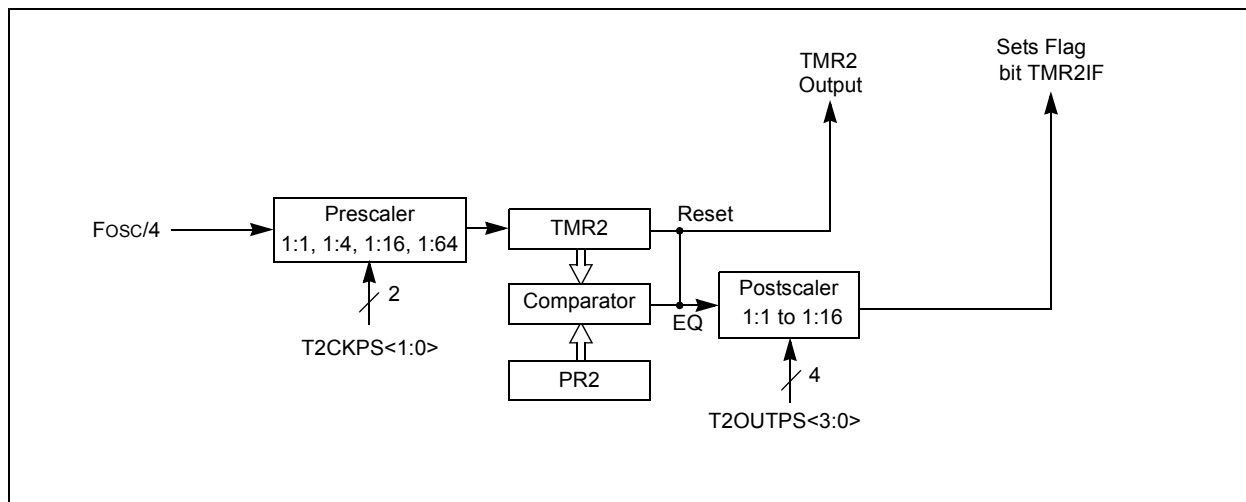 TMR2
Output
Sets Flag
bit TMR2IF
Fosc/4
Prescaler
1:1, 1:4, 1:16, 1:64
2
T2CKPS<1:0>
TMR2
Reset
Comparator
EQ
PR2
Postscaler
1:1 to 1:16
4
T2OUTPS<3:0>